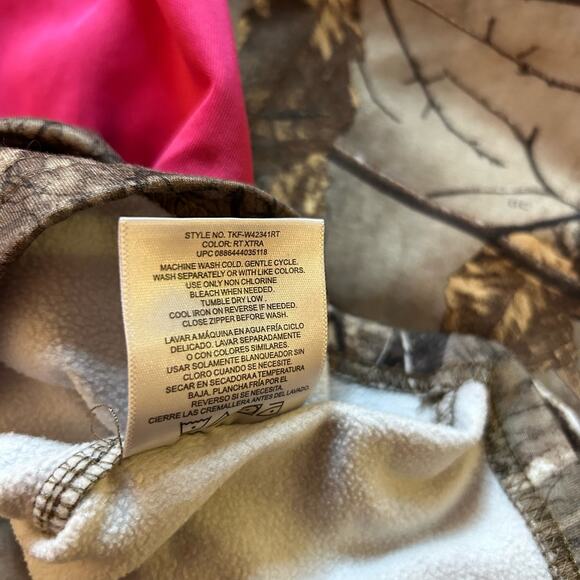 STYLE NO. TKF-W42341RT
COLOR: RT XTRA
UPC 0886444035118
MACHINE WASH COLD. GENTLE CYCLE.
WASH SEPARATELY OR WITH LIKE COLORS.
USE ONLY NON CHLORINE
BLEACH WHEN NEEDED.
TUMBLE DRY LOW .
COOL IRON ON REVERSE IF NEEDED.
CLOSE ZIPPER BEFORE WASH.
LAVAR A MÁQUINA EN AGUA FRÍA CICLO
DELICADO. LAVAR SEPARADAMENTE
O CON COLORES SIMILARES.
USAR SOLAMENTE BLANQUEADOR SIN
CLORO CUANDO SE NECESITE.
SECAR EN SECADORA A TEMPERATURA
BAJA. PLANCHA FRÍA POR EL
REVERSO SI SE NECESITA.
CIERRE LAS CREMALLERA ANTES DEL LAVADO.